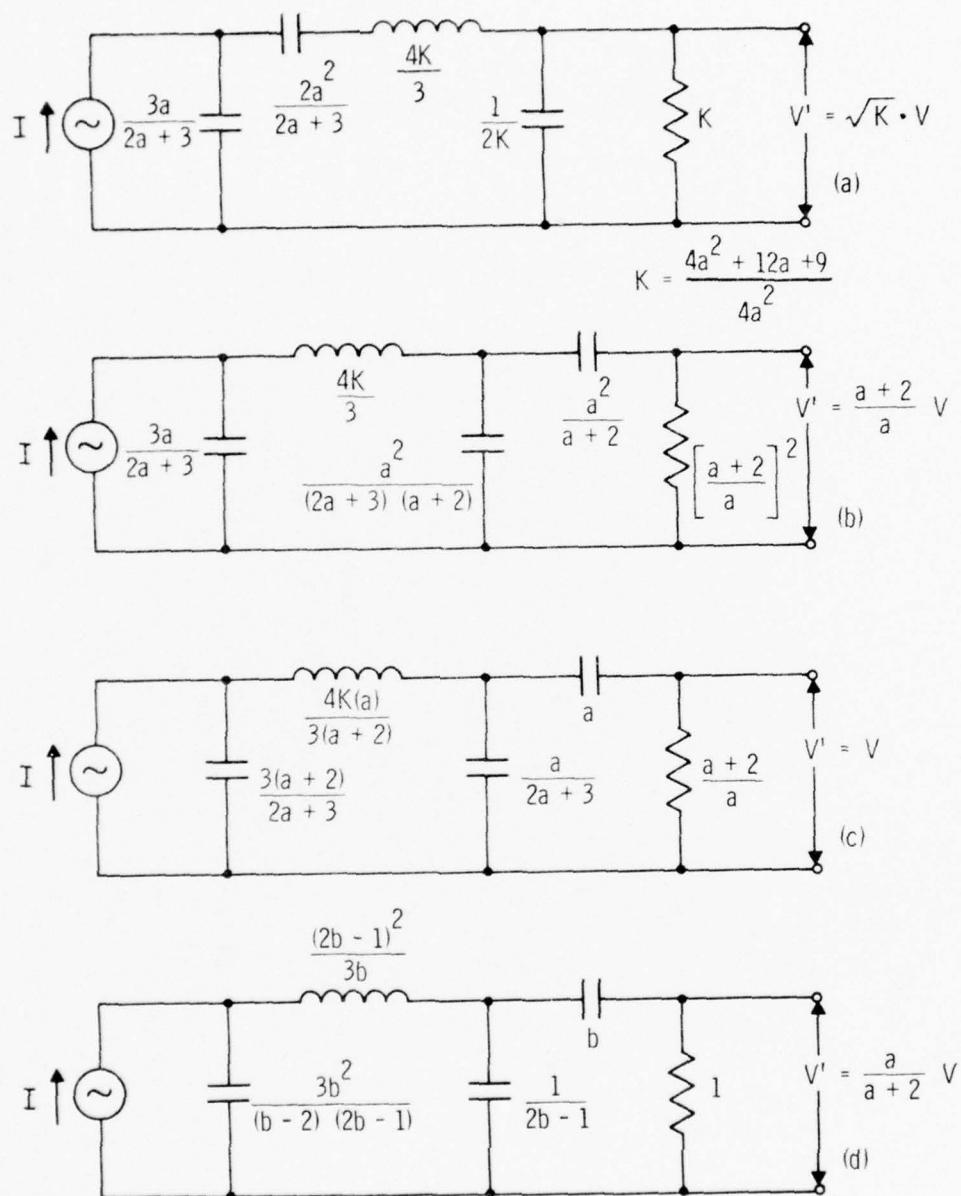 I
~
3a
2a + 3
2a²
2a + 3
4K
3
1
2K
K
V' = √K • V
(a)
K = 4a² + 12a +9
4a²
I
~
3a
2a + 3
4K
3
a²
(2a + 3) (a + 2)
a²
a + 2
[a + 2
a]²
V' = a + 2
a V
(b)
I
~
3(a + 2)
2a + 3
4K(a)
3(a + 2)
a
2a + 3
a
a + 2
a
V' = V
(c)
I
~
3b²
(b - 2) (2b - 1)
(2b - 1)²
3b
1
2b - 1
b
1
V' = a
a + 2 V
(d)